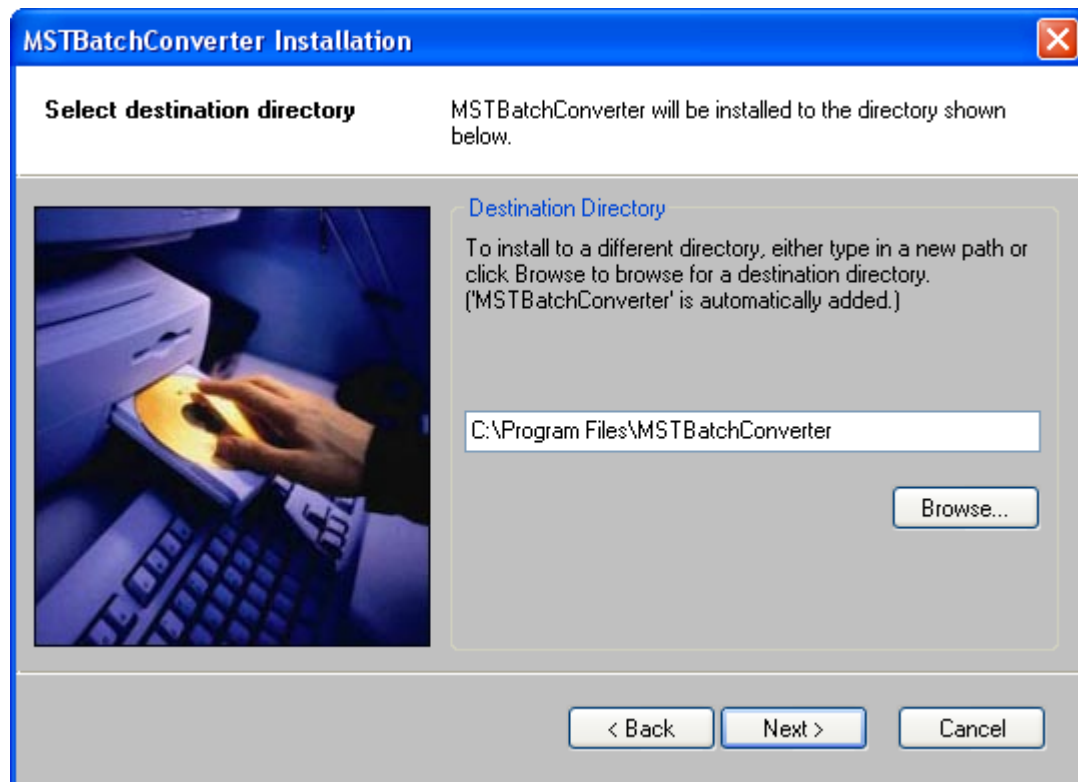 MSTBatchConverter Installation
Select destination directory
MSTBatchConverter will be installed to the directory shown
below.
Destination Directory
To install to a different directory, either type in a new path or
click Browse to browse for a destination directory.
('MSTBatchConverter' is automatically added.)
C:\Program Files\MSTBatchConverter
Browse...
< Back
Next >
Cancel